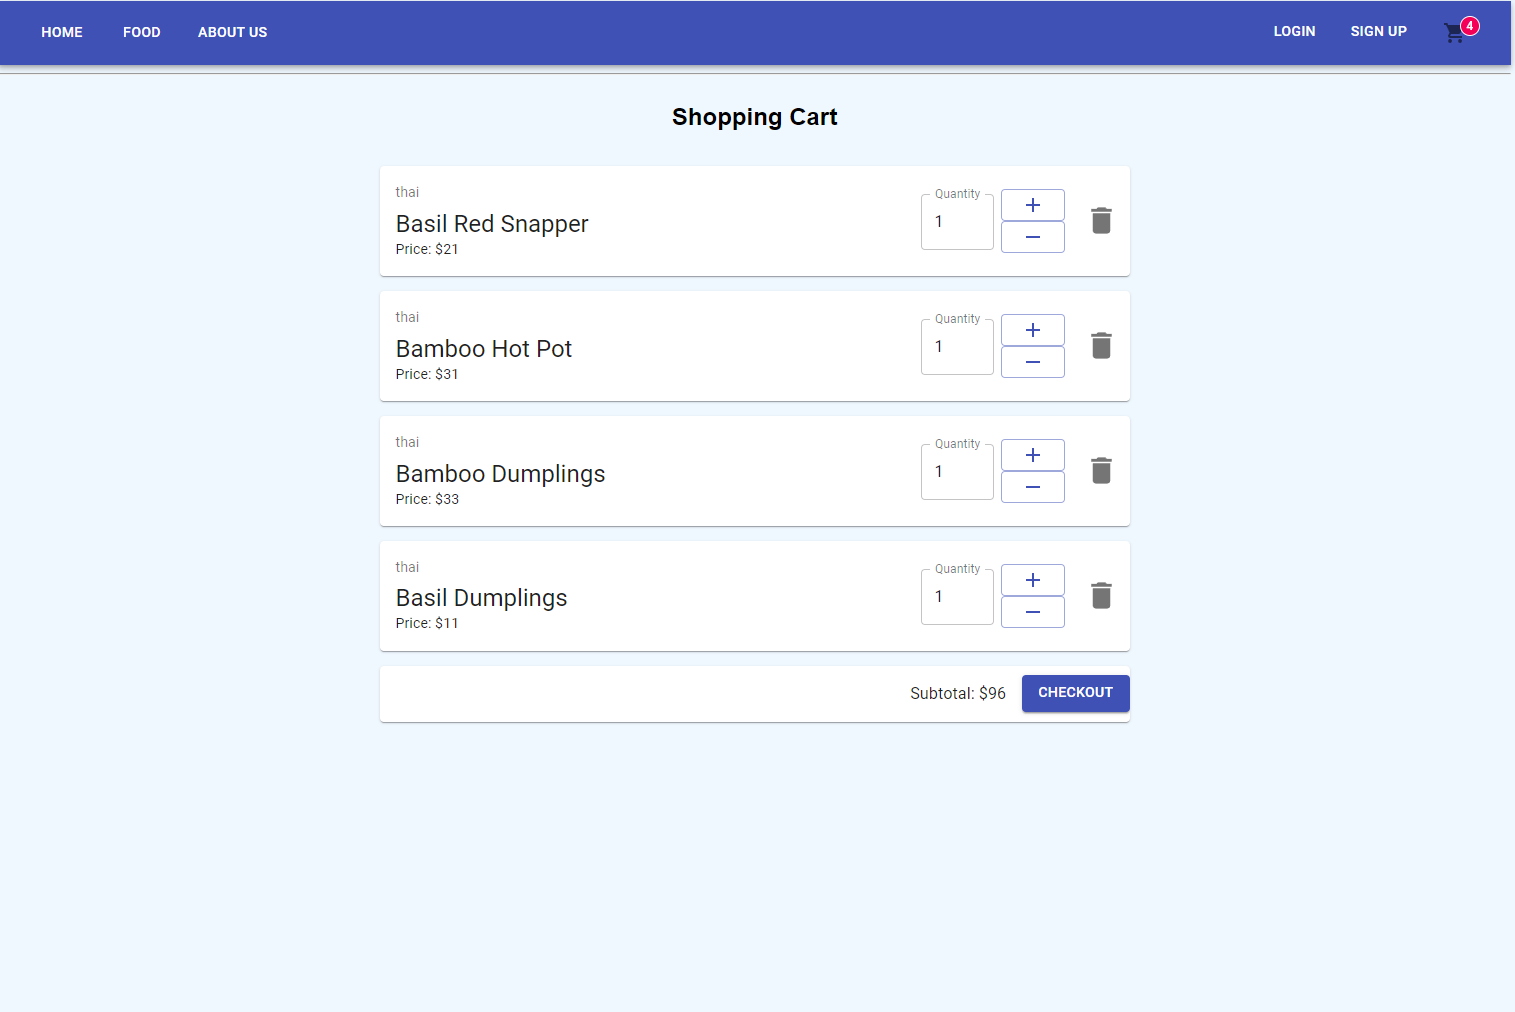 HOME FOOD ABOUT US LOGIN SIGN UP 4
Shopping Cart
thai
Basil Red Snapper
Price: $21
Quantity
1
thai
Bamboo Hot Pot
Price: $31
Quantity
1
thai
Bamboo Dumplings
Price: $33
Quantity
1
thai
Basil Dumplings
Price: $11
Quantity
1
Subtotal: $96 CHECKOUT